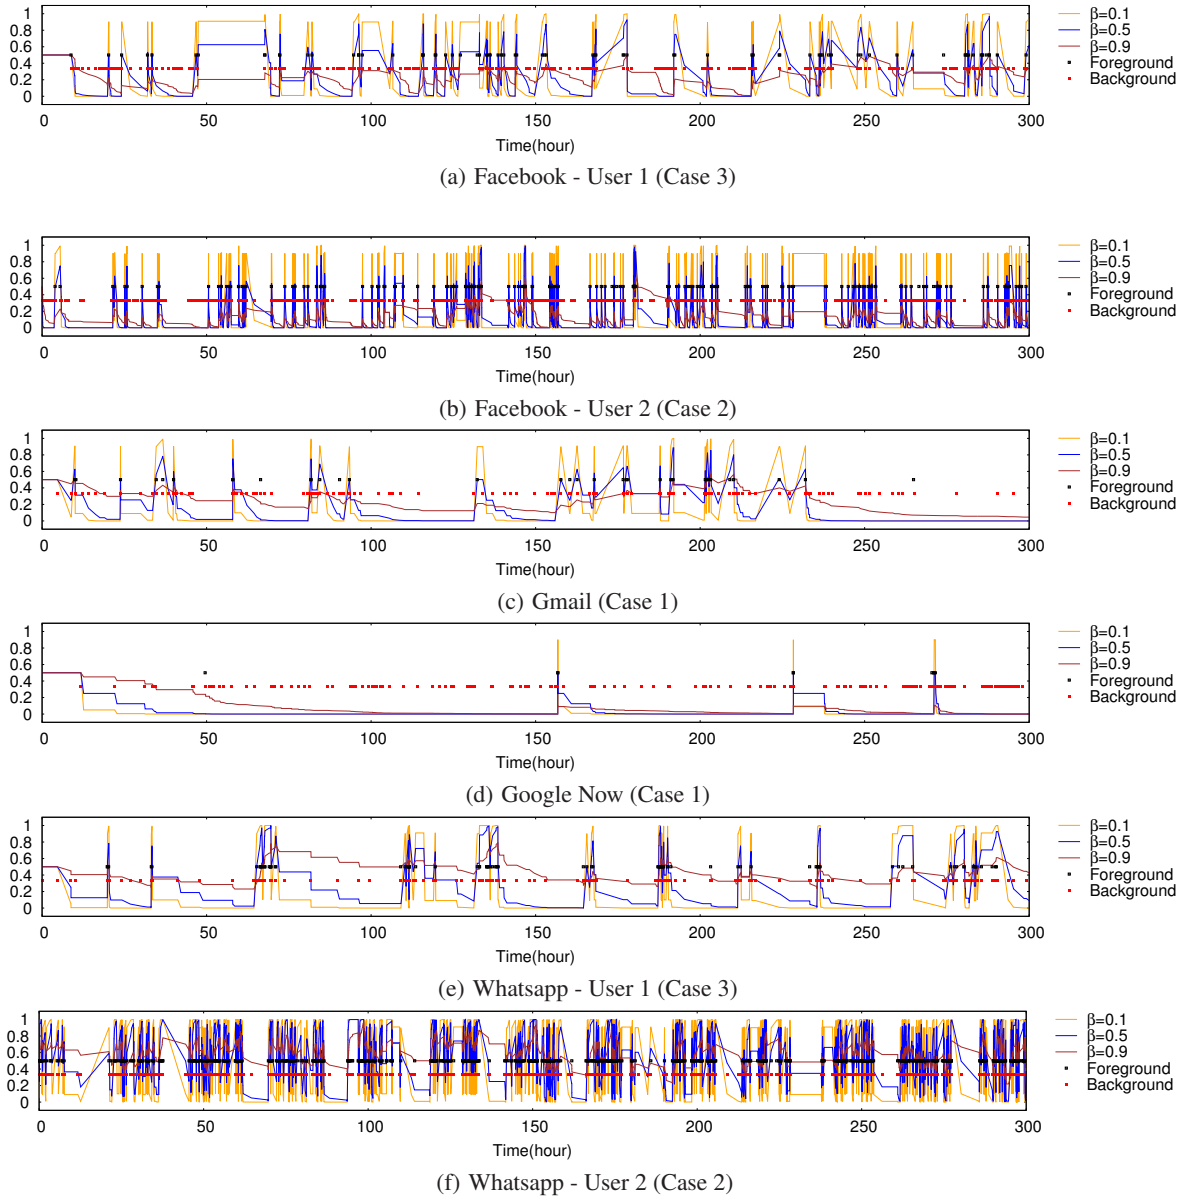 1
0.8
0.6
0.4
0.2
0
0 50 100 150 200 250 300
Time(hour)
β=0.1
β=0.5
β=0.9
Foreground
Background
(a) Facebook - User 1 (Case 3)
1
0.8
0.6
0.4
0.2
0
0 50 100 150 200 250 300
Time(hour)
β=0.1
β=0.5
β=0.9
Foreground
Background
(b) Facebook - User 2 (Case 2)
1
0.8
0.6
0.4
0.2
0
0 50 100 150 200 250 300
Time(hour)
β=0.1
β=0.5
β=0.9
Foreground
Background
(c) Gmail (Case 1)
1
0.8
0.6
0.4
0.2
0
0 50 100 150 200 250 300
Time(hour)
β=0.1
β=0.5
β=0.9
Foreground
Background
(d) Google Now (Case 1)
1
0.8
0.6
0.4
0.2
0
0 50 100 150 200 250 300
Time(hour)
β=0.1
β=0.5
β=0.9
Foreground
Background
(e) Whatsapp - User 1 (Case 3)
1
0.8
0.6
0.4
0.2
0
0 50 100 150 200 250 300
Time(hour)
β=0.1
β=0.5
β=0.9
Foreground
Background
(f) Whatsapp - User 2 (Case 2)